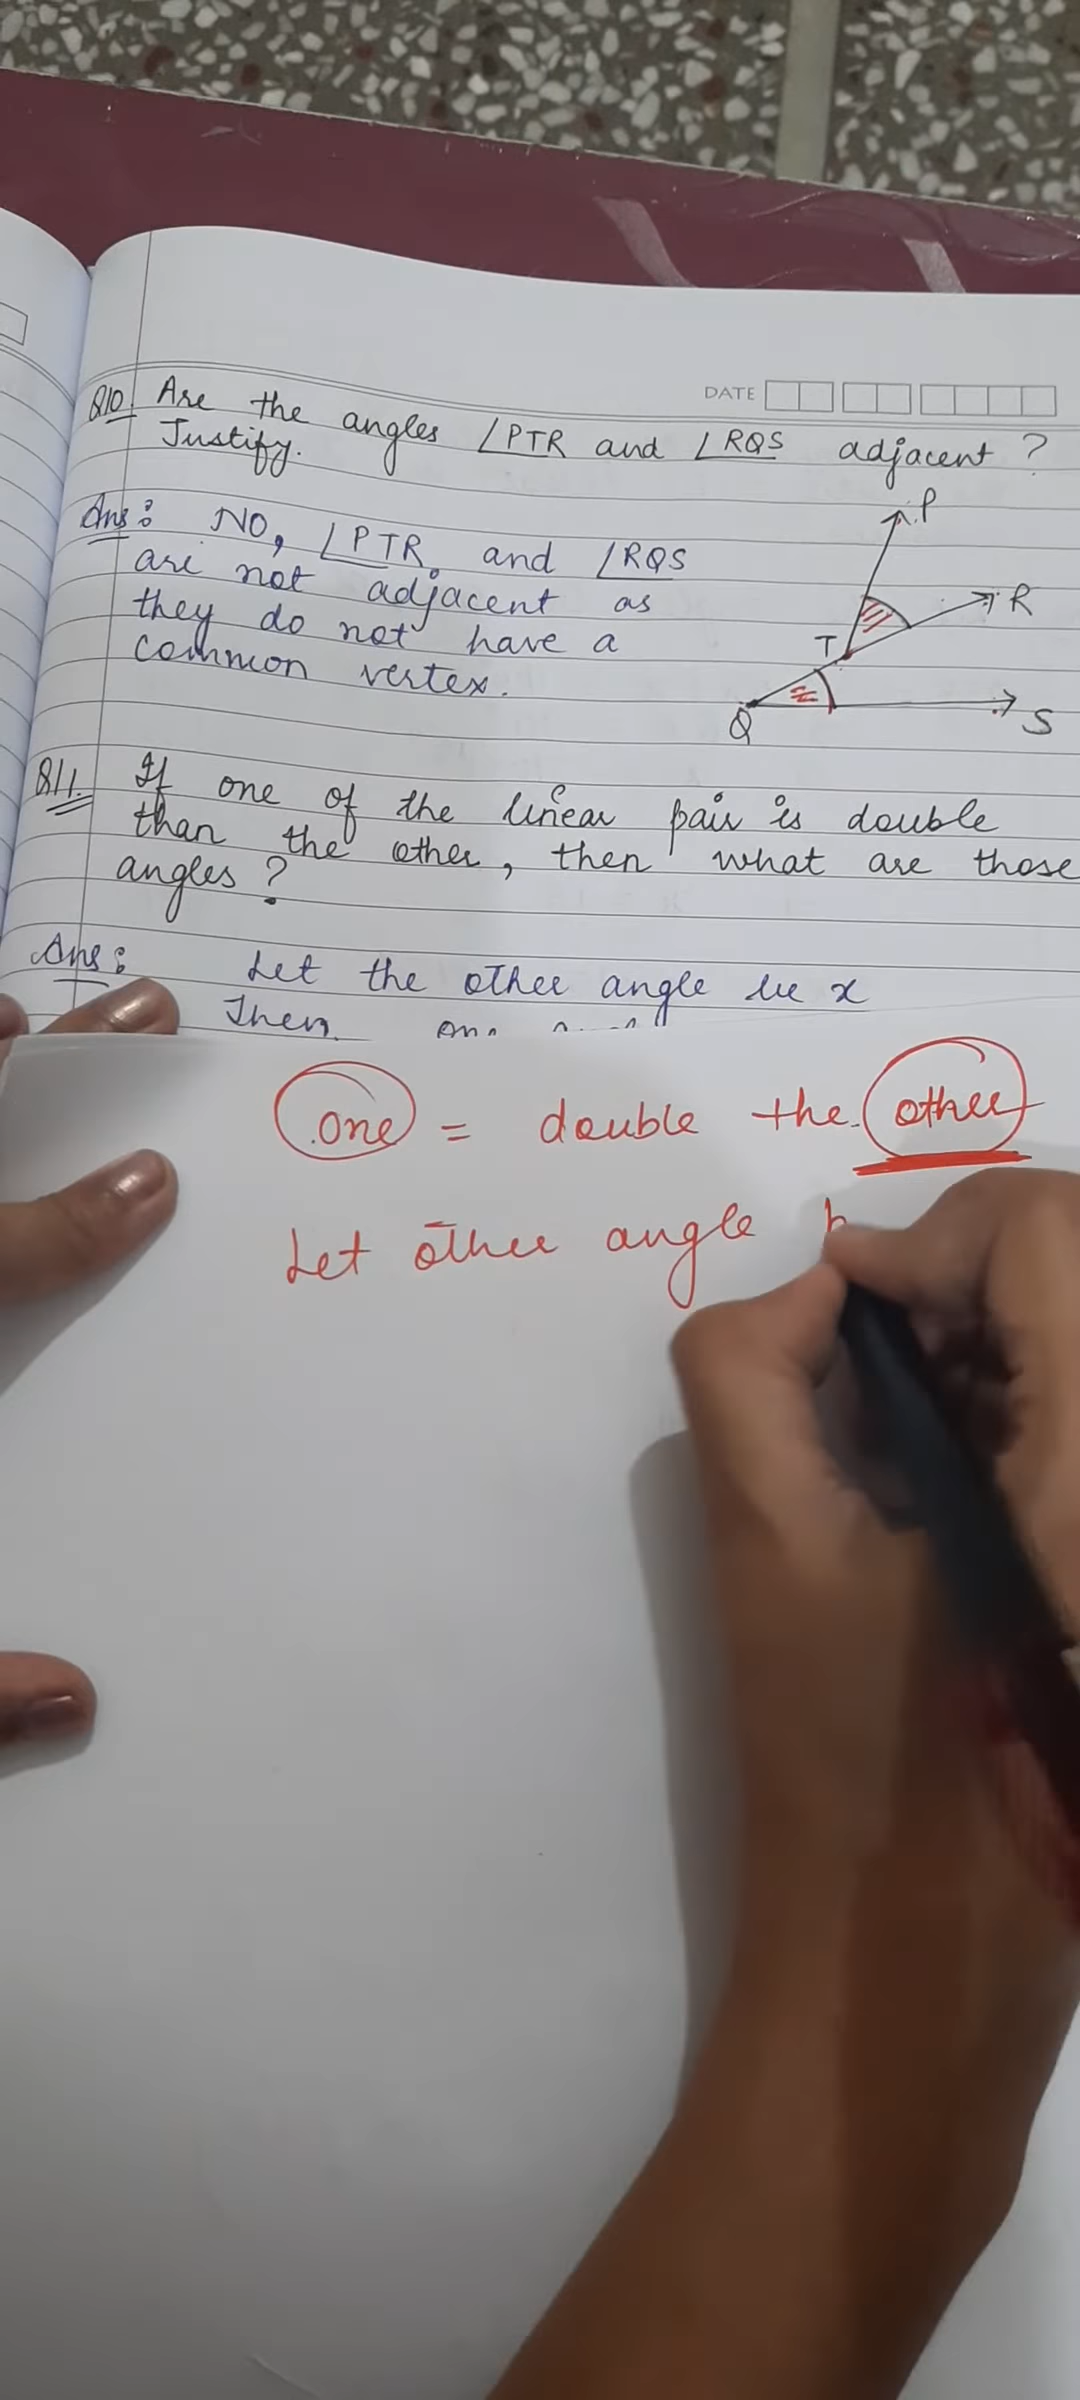 DATE
Q10 Are the angles ∠PTR and ∠RQS adjacent ?
Justify.
Ans: NO, ∠PTR and ∠RQS
are not adjacent as
they do not have a
common vertex.
P
R
T
Q
S
Q11. If one of the linear pair is double
than the other, then what are those
angles ?
Ans: Let the other angle be x
Then
one = double the other
Let other angle b